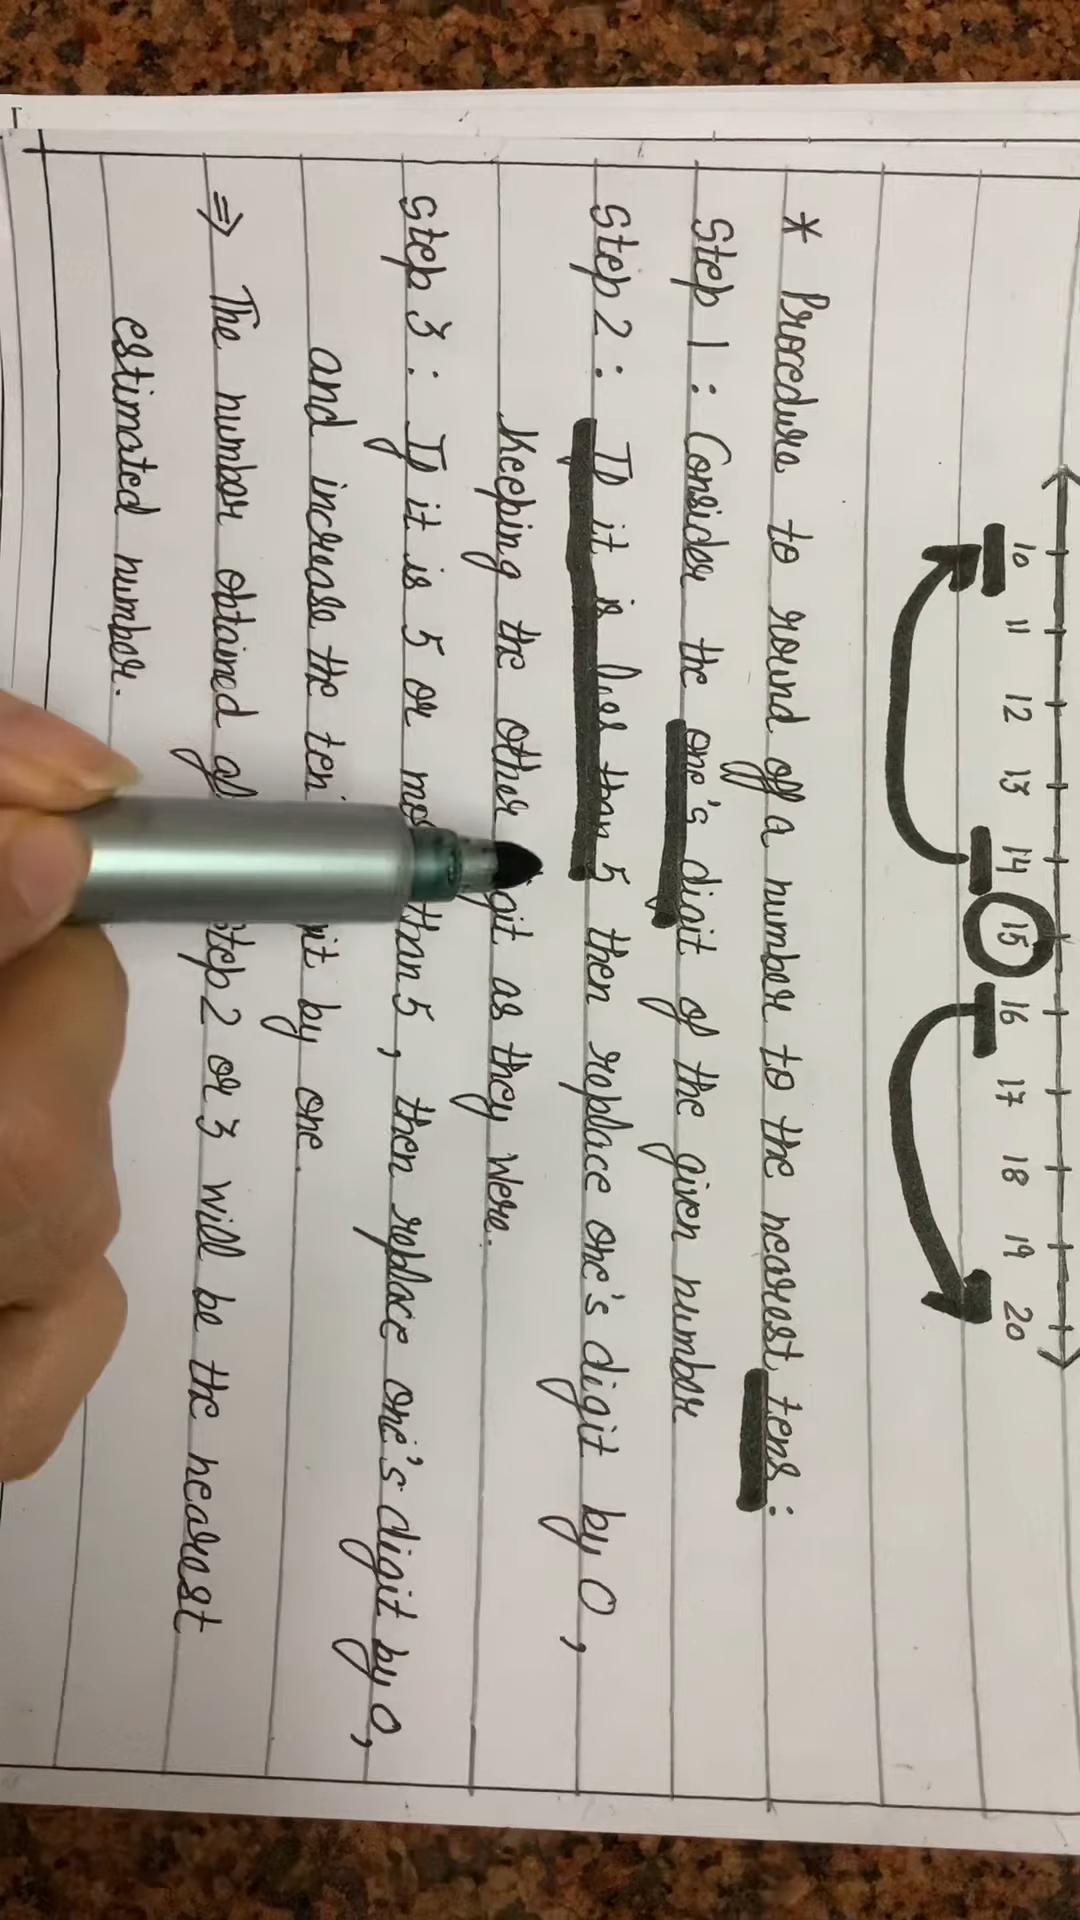 10 11 12 13 14 15 16 17 18 19 20
* Procedure to round off a number to the nearest tens:
Step 1 : Consider the one's digit of the given number
Step 2 : If it is less than 5 then replace one's digit by 0,
Keeping the other git as they were.
Step 3 : If it is 5 or mo than 5, then replace one's digit by 0,
and increase the ten it by one.
⇒ The number obtained af step 2 or 3 will be the nearest
estimated number.